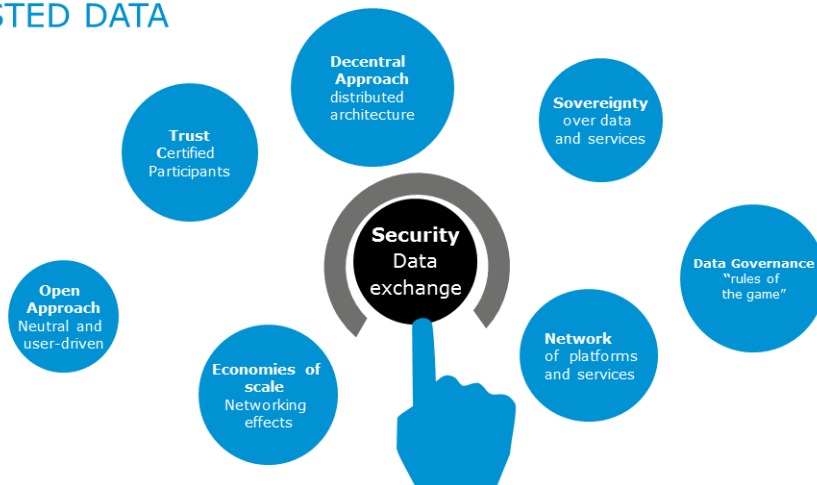 STED DATA
Decentral
Approach
distributed
architecture
Sovereignty
over data
and services
Trust
Certified
Participants
Security
Data
exchange
Data Governance
“rules of
the game”
Open
Approach
Neutral and
user-driven
Network
of platforms
and services
Economies of
scale
Networking
effects